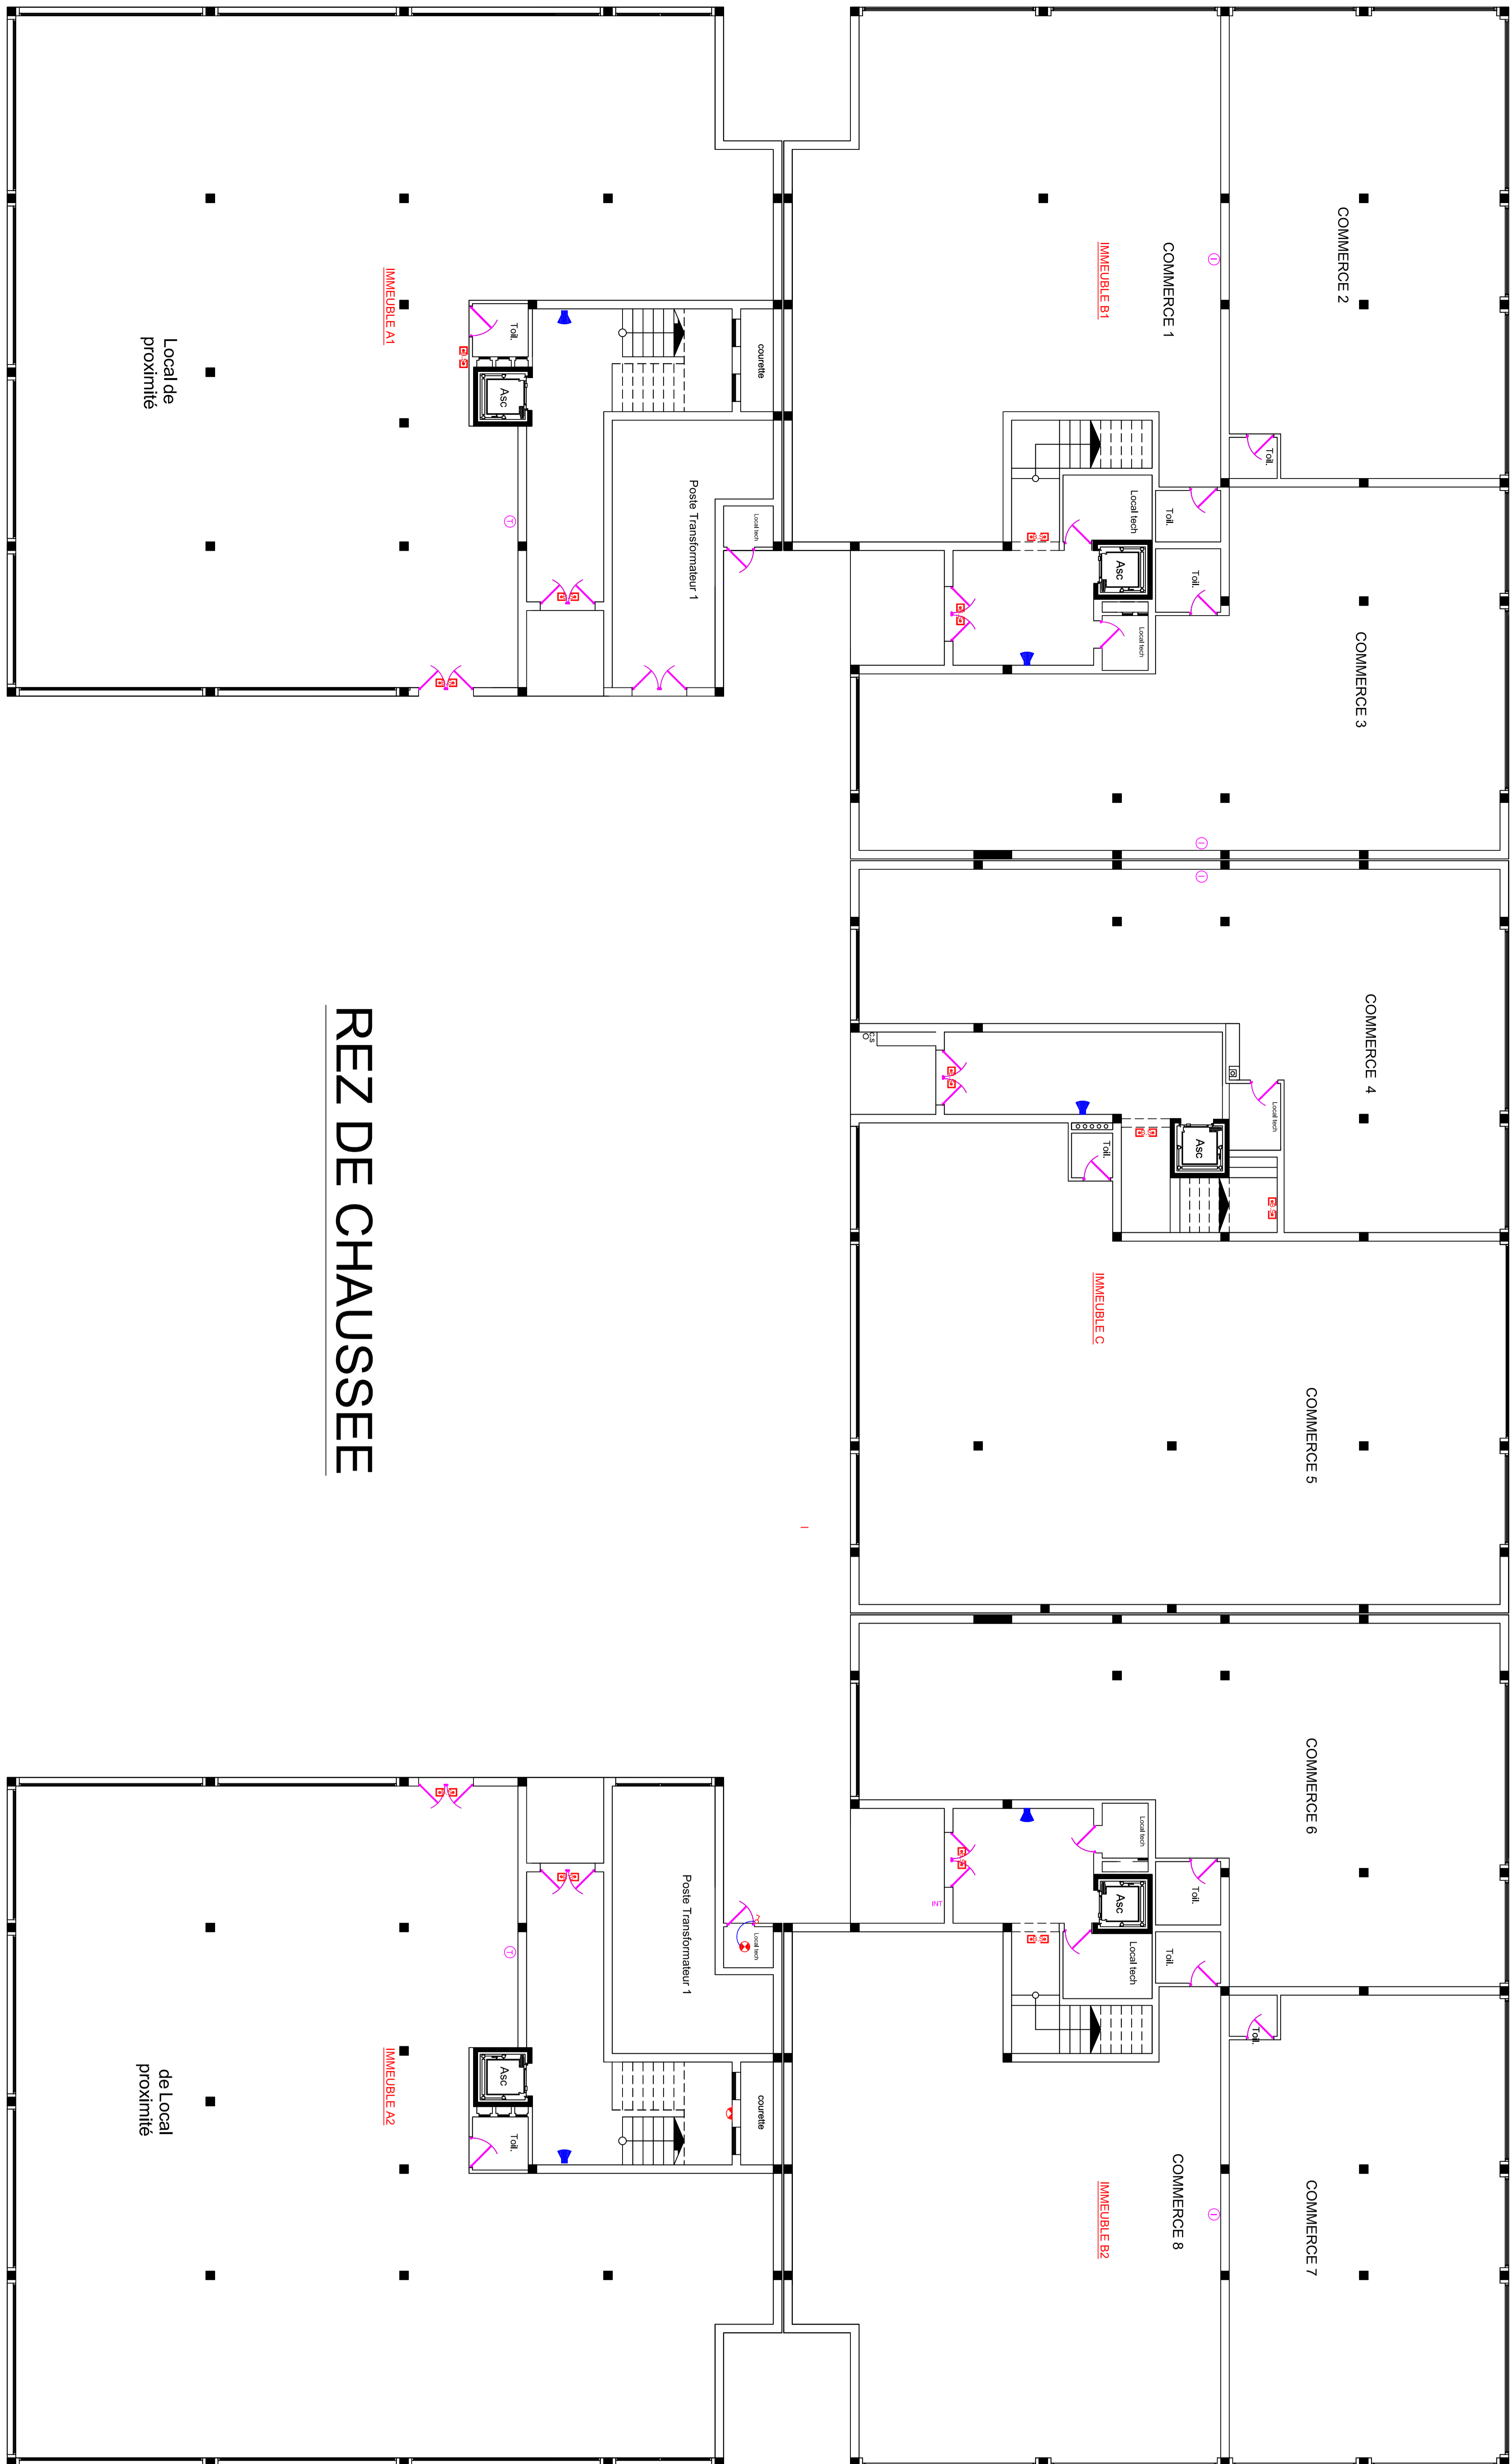 COMMERCE 2
COMMERCE 1
IMMEUBLE B1
IMMEUBLE A1
Local de
proximité
Toil.
Asc
courette
Poste Transformateur 1
Local tech
Toil.
Local tech
Toil.
Asc
Toil.
Local tech
COMMERCE 3
T
I
I
I
COMMERCE 4
C.S
Local tech
Asc
Toil.
IMMEUBLE C
COMMERCE 5
REZ DE CHAUSSEE
I
COMMERCE 6
Local tech
Toil.
Asc
INT
Local tech
Toil.
Toil.
Poste Transformateur 1
Local tech
T
Asc
Toil.
courette
IMMEUBLE A2
de Local
proximité
COMMERCE 8
I
IMMEUBLE B2
COMMERCE 7